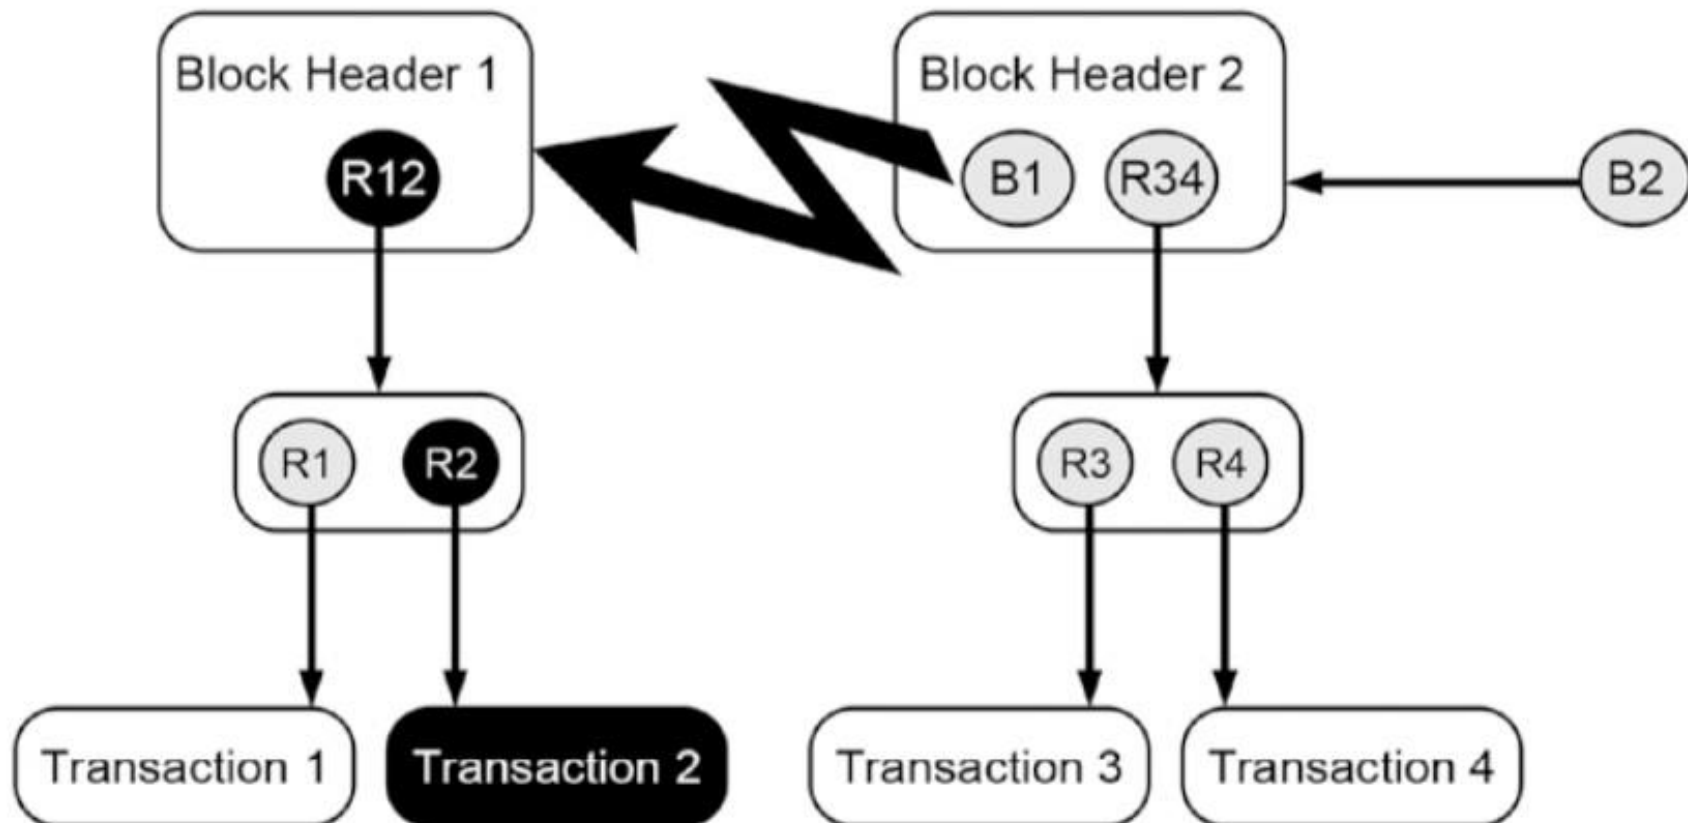 Block Header 1
Block Header 2
R12
B1
R34
B2
R1
R2
R3
R4
Transaction 1
Transaction 2
Transaction 3
Transaction 4